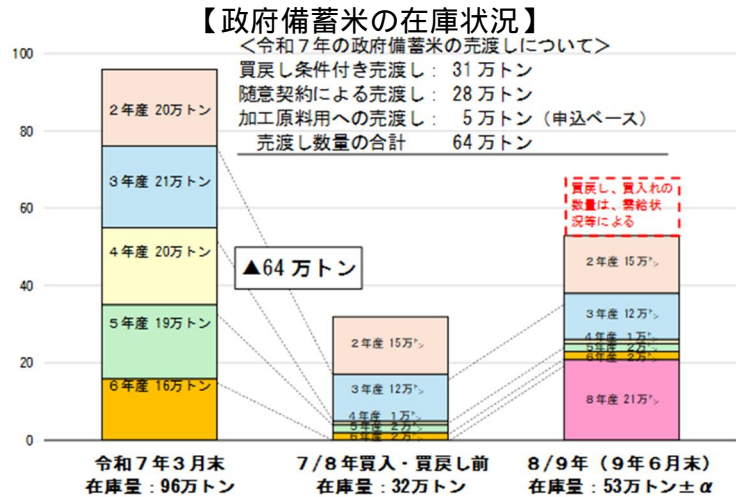 【政府備蓄米の在庫状況】
＜令和７年の政府備蓄米の売渡しについて＞
買戻し条件付き売渡し： 31 万トン
随意契約による売渡し： 28 万トン
加工原料用への売渡し： 5 万トン（申込ベース）
売渡し数量の合計 64 万トン
100
80
60
40
20
0
２年産 20万トン
３年産 21万トン
４年産 20万トン
５年産 19万トン
６年産 16万トン
▲64 万トン
２年産 15万㌧
３年産 12万㌧
４年産 1万㌧
５年産 2万㌧
６年産 2万㌧
買戻し、買入れの
数量は、需給状
況等による
２年産 15万㌧
３年産 12万㌧
４年産 1万㌧
５年産 2万㌧
６年産 2万㌧
８年産 21万㌧
令和７年３月末
在庫量：96万トン
７/８年買入・買戻し前
在庫量：32万トン
８/９年（９年６月末）
在庫量：53万トン±α